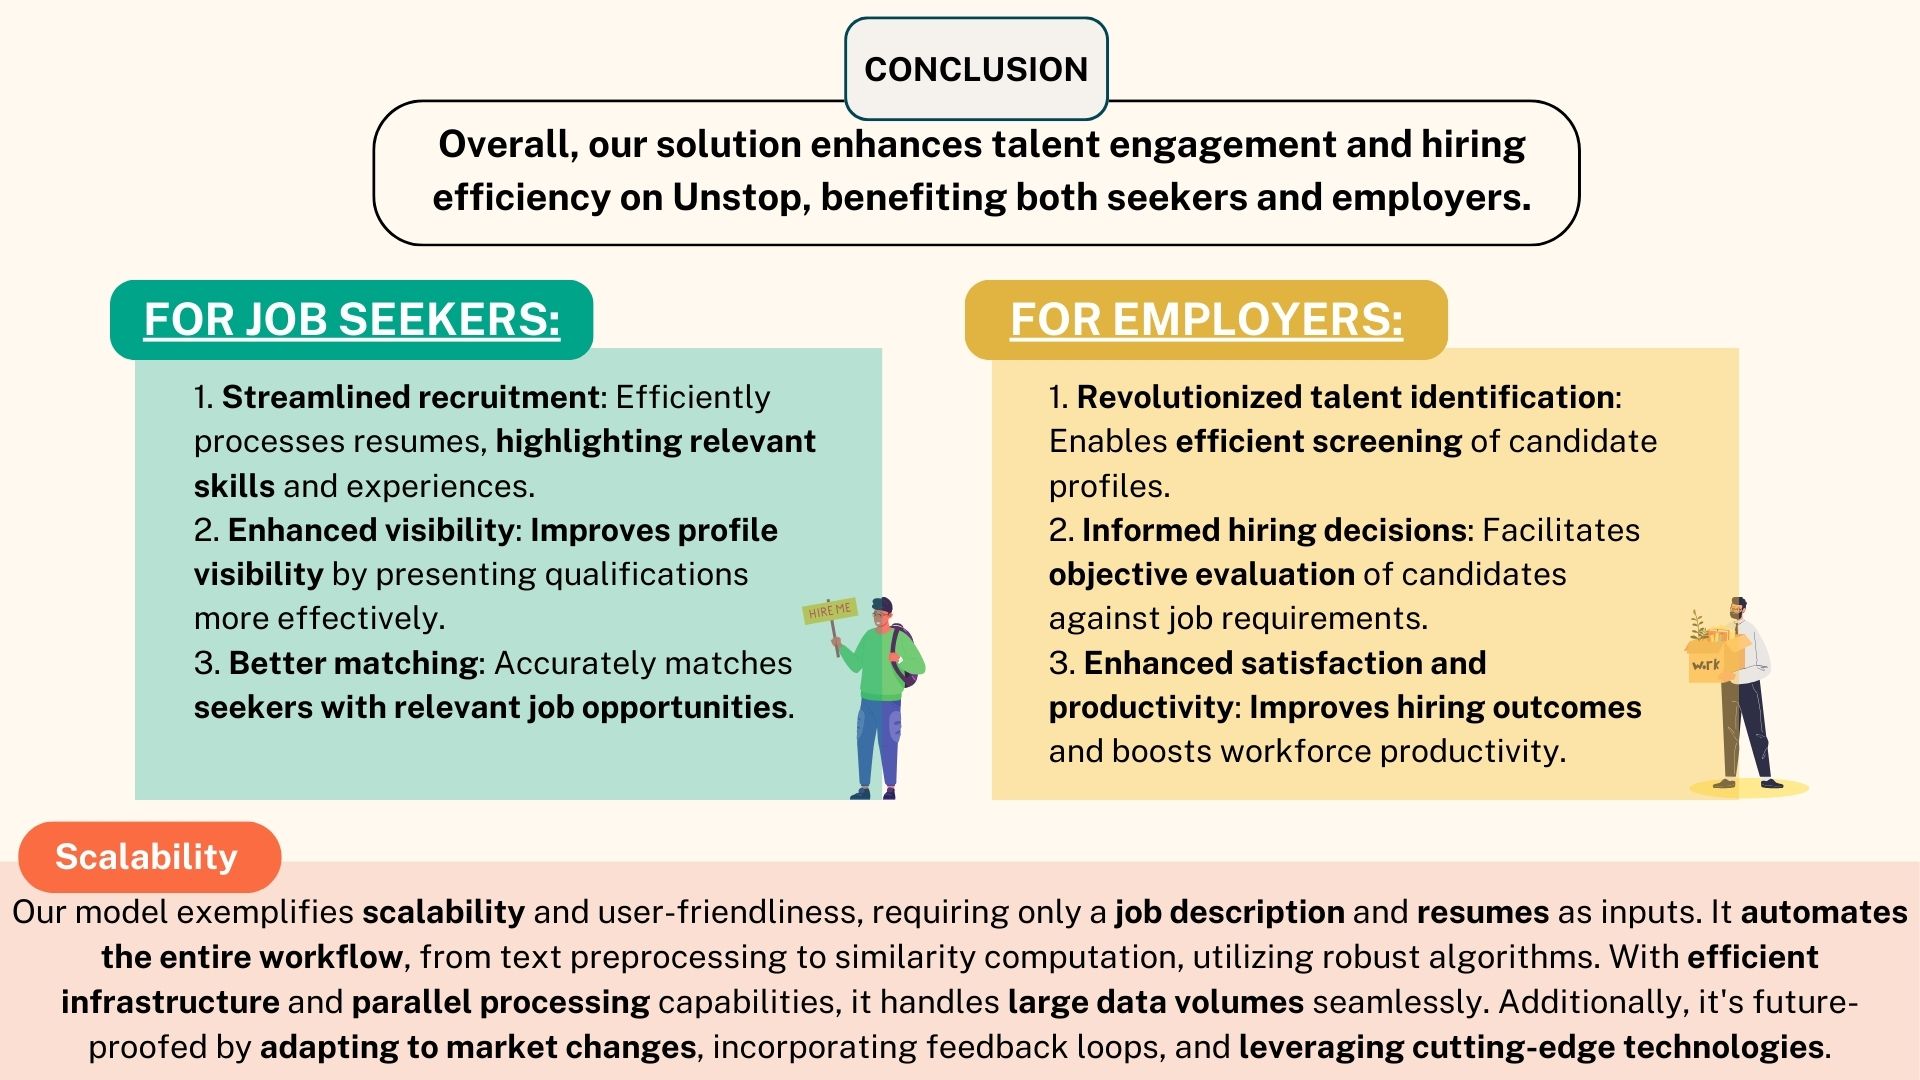 CONCLUSION
Overall, our solution enhances talent engagement and hiring
efficiency on Unstop, benefiting both seekers and employers.
FOR JOB SEEKERS:
1. Streamlined recruitment: Efficiently
processes resumes, highlighting relevant
skills and experiences.
2. Enhanced visibility: Improves profile
visibility by presenting qualifications
more effectively.
3. Better matching: Accurately matches
seekers with relevant job opportunities.
HIRE ME
FOR EMPLOYERS:
1. Revolutionized talent identification:
Enables efficient screening of candidate
profiles.
2. Informed hiring decisions: Facilitates
objective evaluation of candidates
against job requirements.
3. Enhanced satisfaction and
productivity: Improves hiring outcomes
and boosts workforce productivity.
work
Scalability
Our model exemplifies scalability and user-friendliness, requiring only a job description and resumes as inputs. It automates
the entire workflow, from text preprocessing to similarity computation, utilizing robust algorithms. With efficient
infrastructure and parallel processing capabilities, it handles large data volumes seamlessly. Additionally, it's future-
proofed by adapting to market changes, incorporating feedback loops, and leveraging cutting-edge technologies.